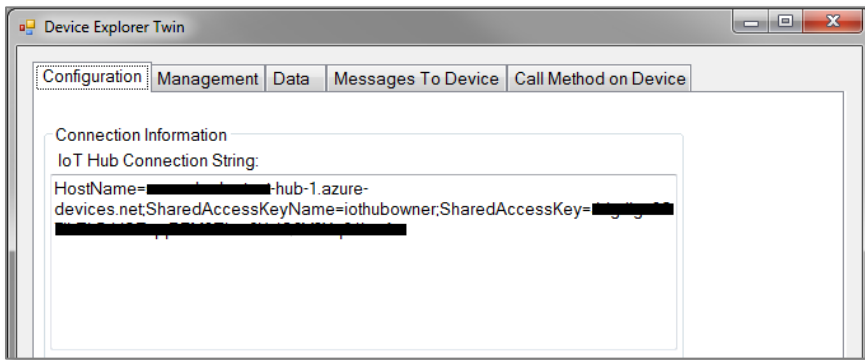 Device Explorer Twin
Configuration Management Data Messages To Device Call Method on Device
Connection Information
IoT Hub Connection String:
HostName= -hub-1.azure-
devices.net;SharedAccessKeyName=iothubowner;SharedAccessKey=